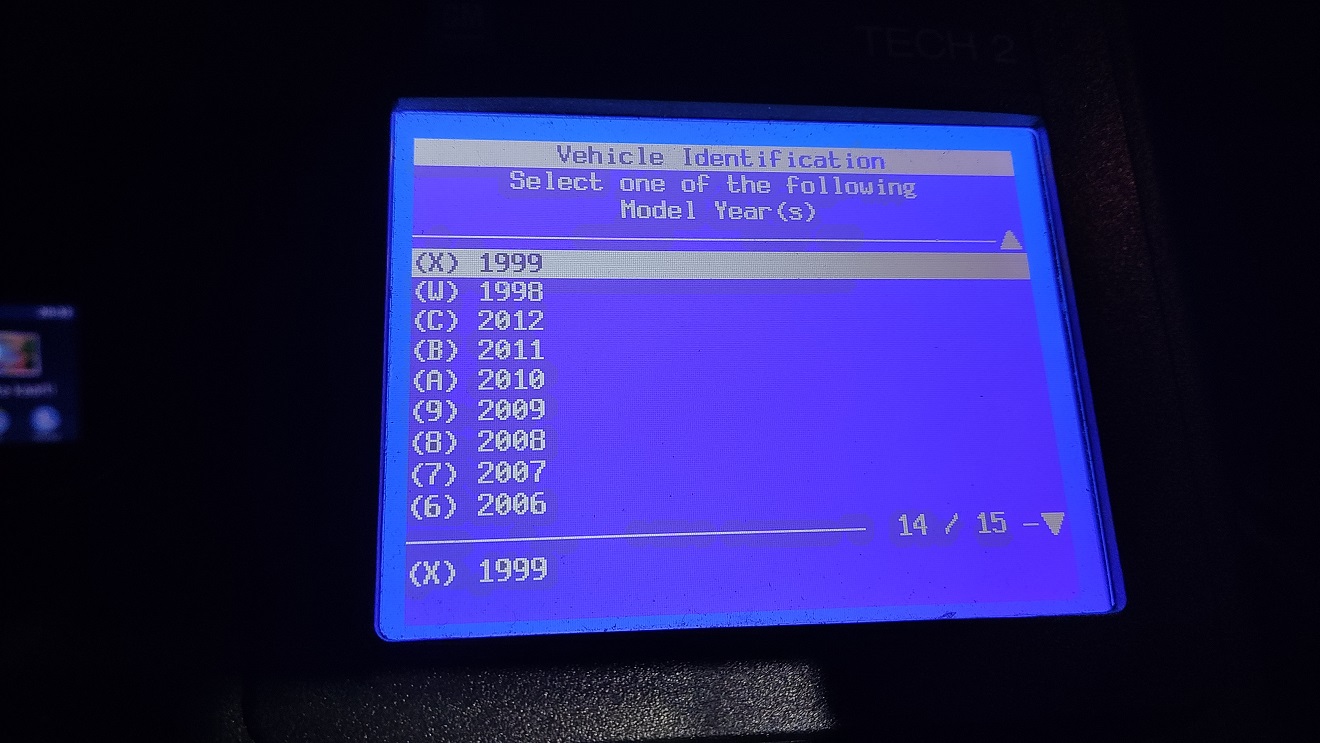 TECH 2
Vehicle Identification
Select one of the following
Model Year(s)
(X) 1999
(W) 1998
(C) 2012
(B) 2011
(A) 2010
(9) 2009
(8) 2008
(7) 2007
(6) 2006
14 / 15
(X) 1999